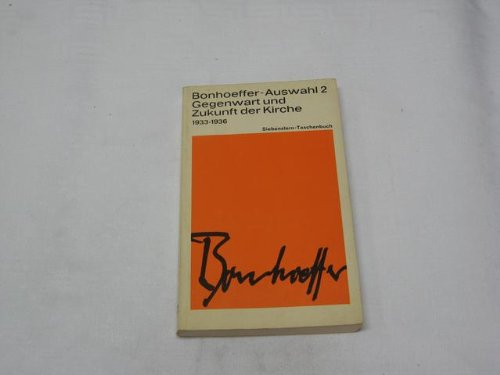 Bonhoeffer-Auswahl 2
Gegenwart und
Zukunft der Kirche
1933-1936
Siebenstern-Taschenbuch
Bonhoeffer